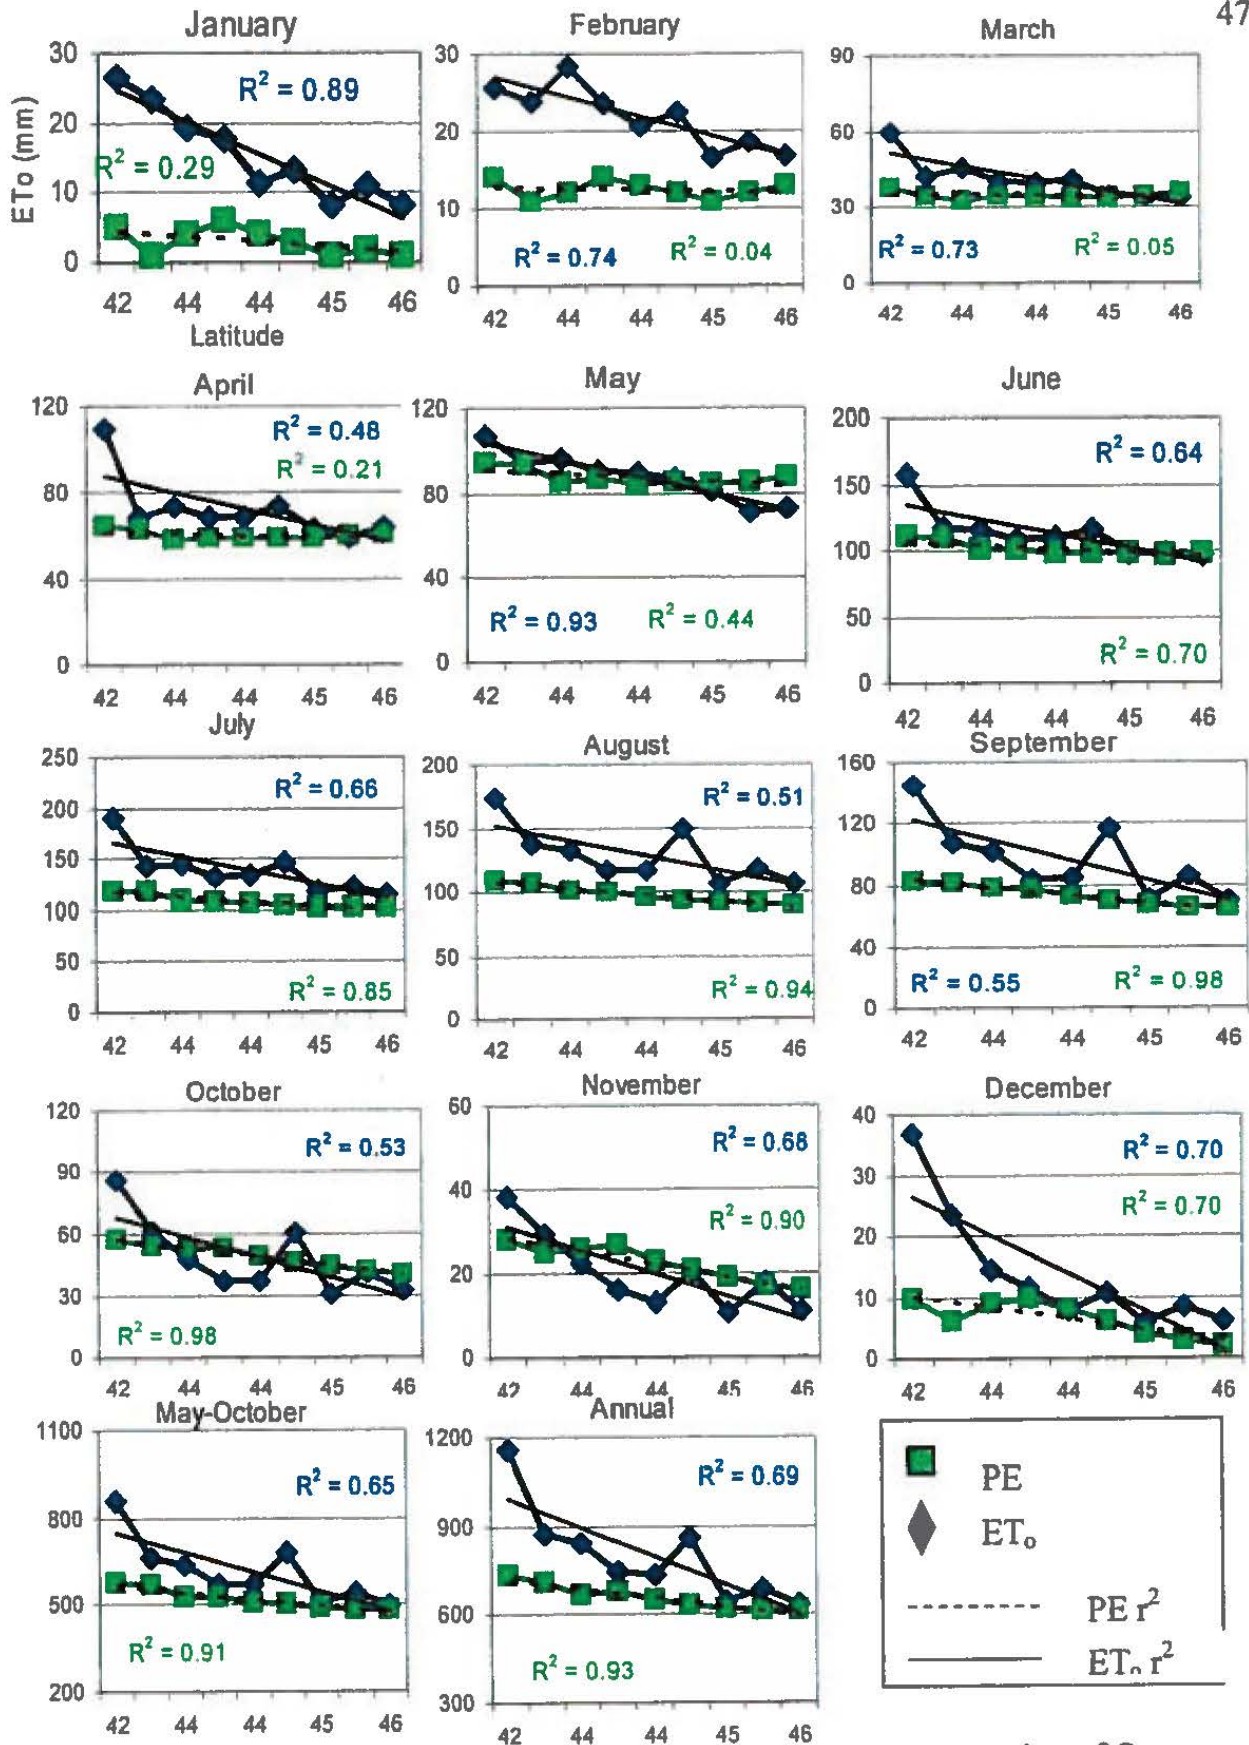 47
January
30
20
10
0
ETo (mm)
R² = 0.89
R² = 0.29
42 44 44 45 46
Latitude
February
30
20
10
0
R² = 0.74 R² = 0.04
42 44 44 45 46
March
90
60
30
0
R² = 0.73 R² = 0.05
42 44 44 45 46
April
120
80
40
0
R² = 0.48
R² = 0.21
42 44 44 45 46
May
120
80
40
0
R² = 0.93 R² = 0.44
42 44 44 45 46
June
200
150
100
50
0
R² = 0.64
R² = 0.70
42 44 44 45 46
July
250
200
150
100
50
0
R² = 0.66
R² = 0.85
42 44 44 45 46
August
200
150
100
50
0
R² = 0.51
R² = 0.94
42 44 44 45 46
September
160
120
80
40
0
R² = 0.55 R² = 0.98
42 44 44 45 46
October
120
90
60
30
0
R² = 0.53
R² = 0.98
42 44 44 45 46
November
60
40
20
0
R² = 0.68
R² = 0.90
42 44 44 45 46
December
40
30
20
10
0
R² = 0.70
R² = 0.70
42 44 44 45 46
May-October
1100
800
500
200
R² = 0.65
R² = 0.91
42 44 44 45 46
Annual
1200
900
600
300
R² = 0.69
R² = 0.93
42 44 44 45 46
PE
ETₒ
PE r²
ETₒ r²